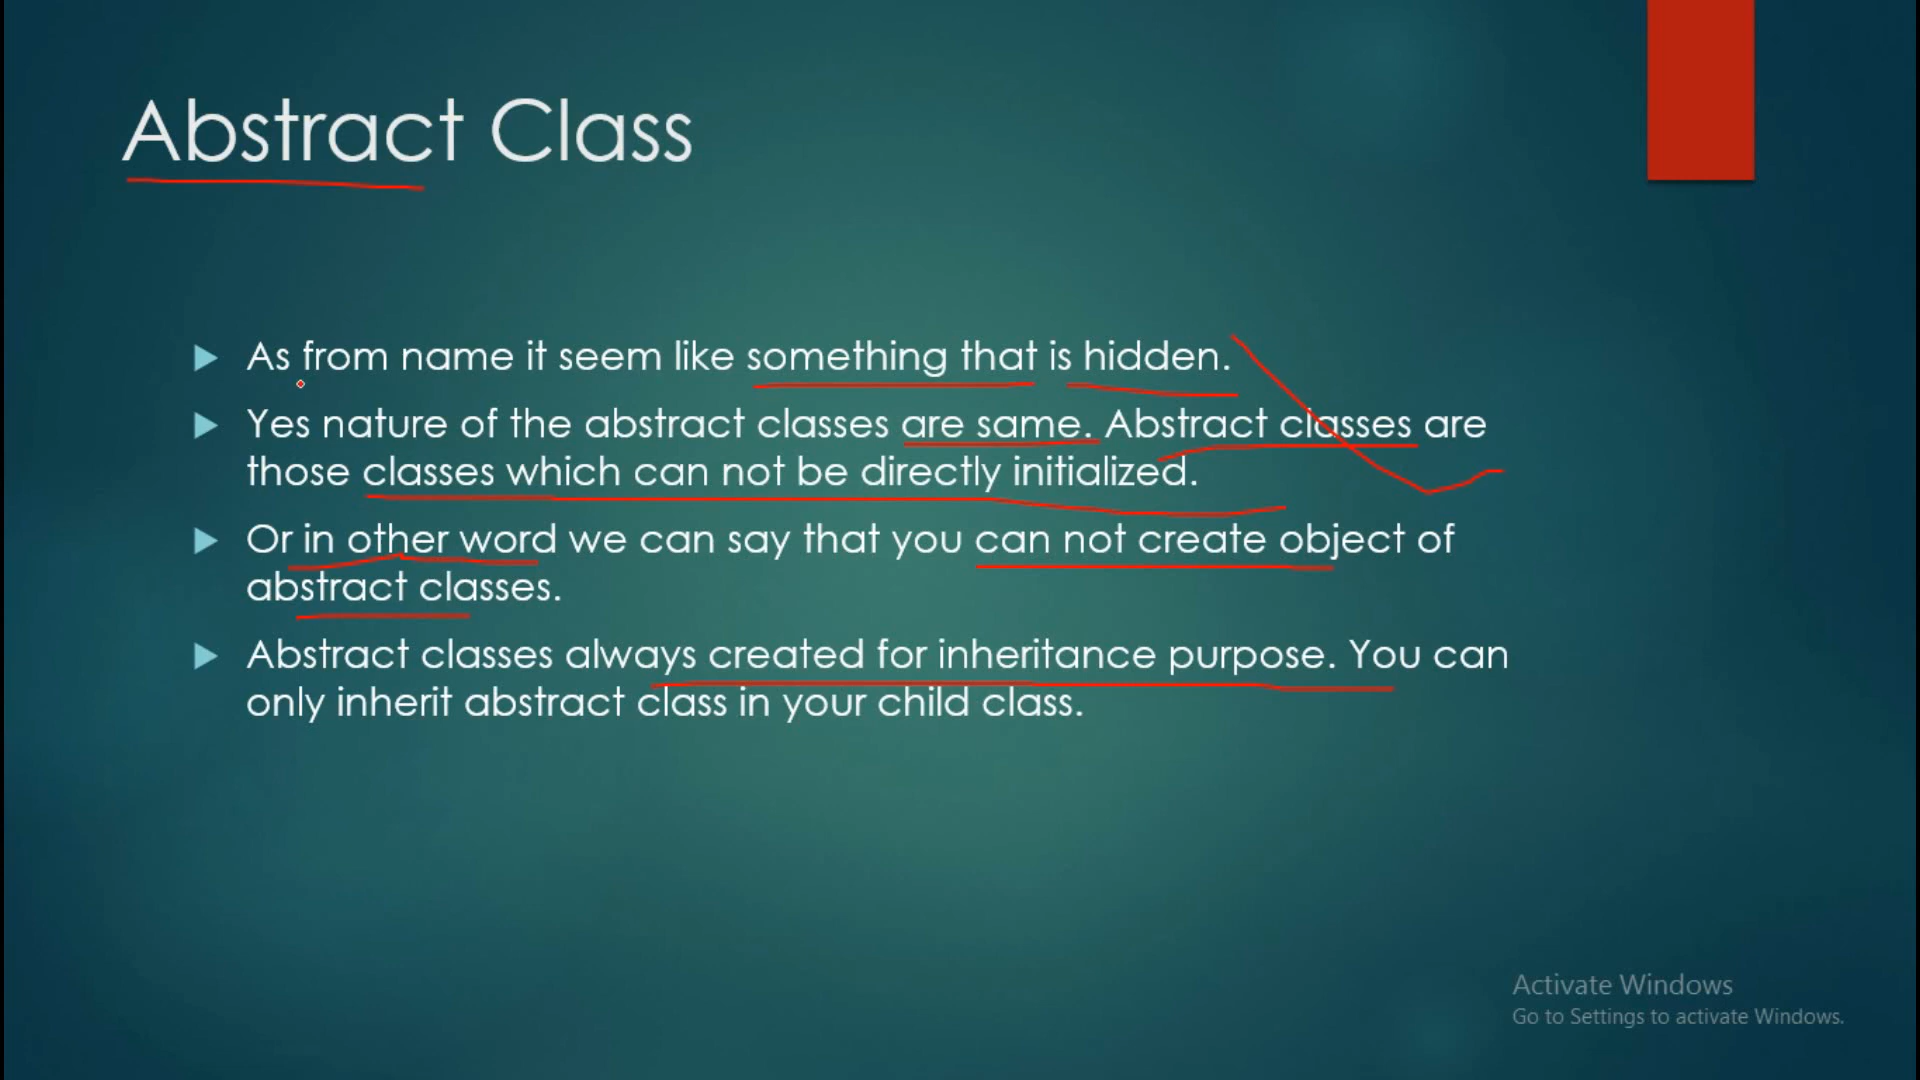 Abstract Class
As from name it seem like something that is hidden.
Yes nature of the abstract classes are same. Abstract classes are
those classes which can not be directly initialized.
Or in other word we can say that you can not create object of
abstract classes.
Abstract classes always created for inheritance purpose. You can
only inherit abstract class in your child class.
Activate Windows
Go to Settings to activate Windows.